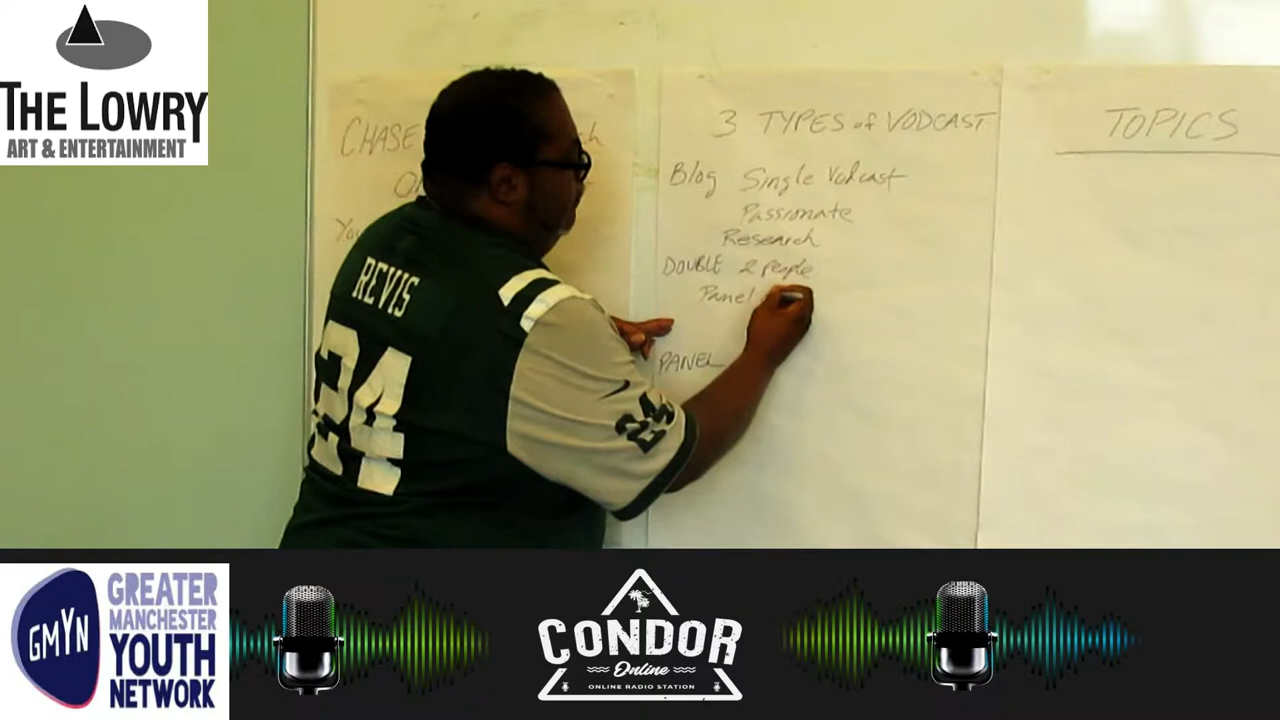 THE LOWRY
ART & ENTERTAINMENT
CHASE
3 TYPES of VODCAST
Blog Single Vodcast
Passionate
Research
DOUBLE 2 People
Panel
PANEL
TOPICS
REVIS
24
24
GMYN
GREATER
MANCHESTER
YOUTH
NETWORK
CONDOR
Online
ONLINE RADIO STATION